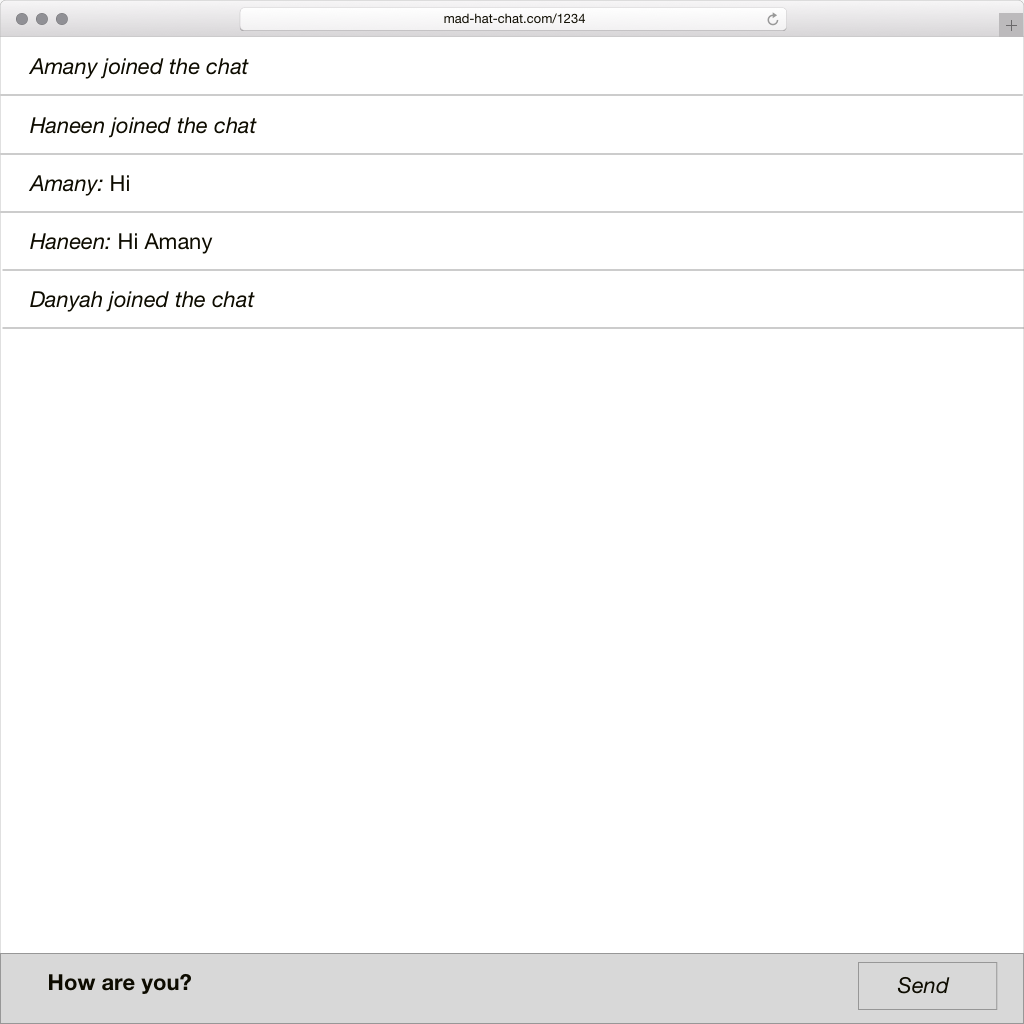 mad-hat-chat.com/1234
Amany joined the chat
Haneen joined the chat
Amany: Hi
Haneen: Hi Amany
Danyah joined the chat
How are you?
Send